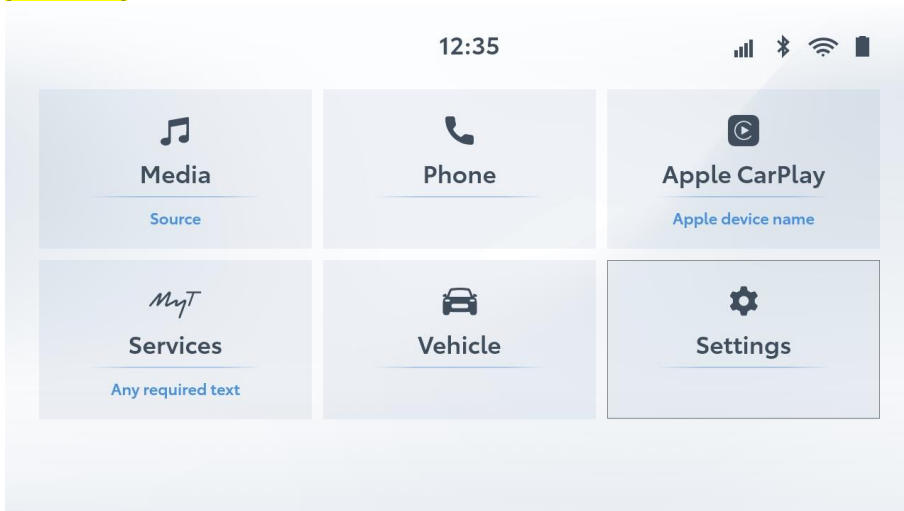 12:35
Media
Source
Phone
Apple CarPlay
Apple device name
MyT
Services
Any required text
Vehicle
Settings